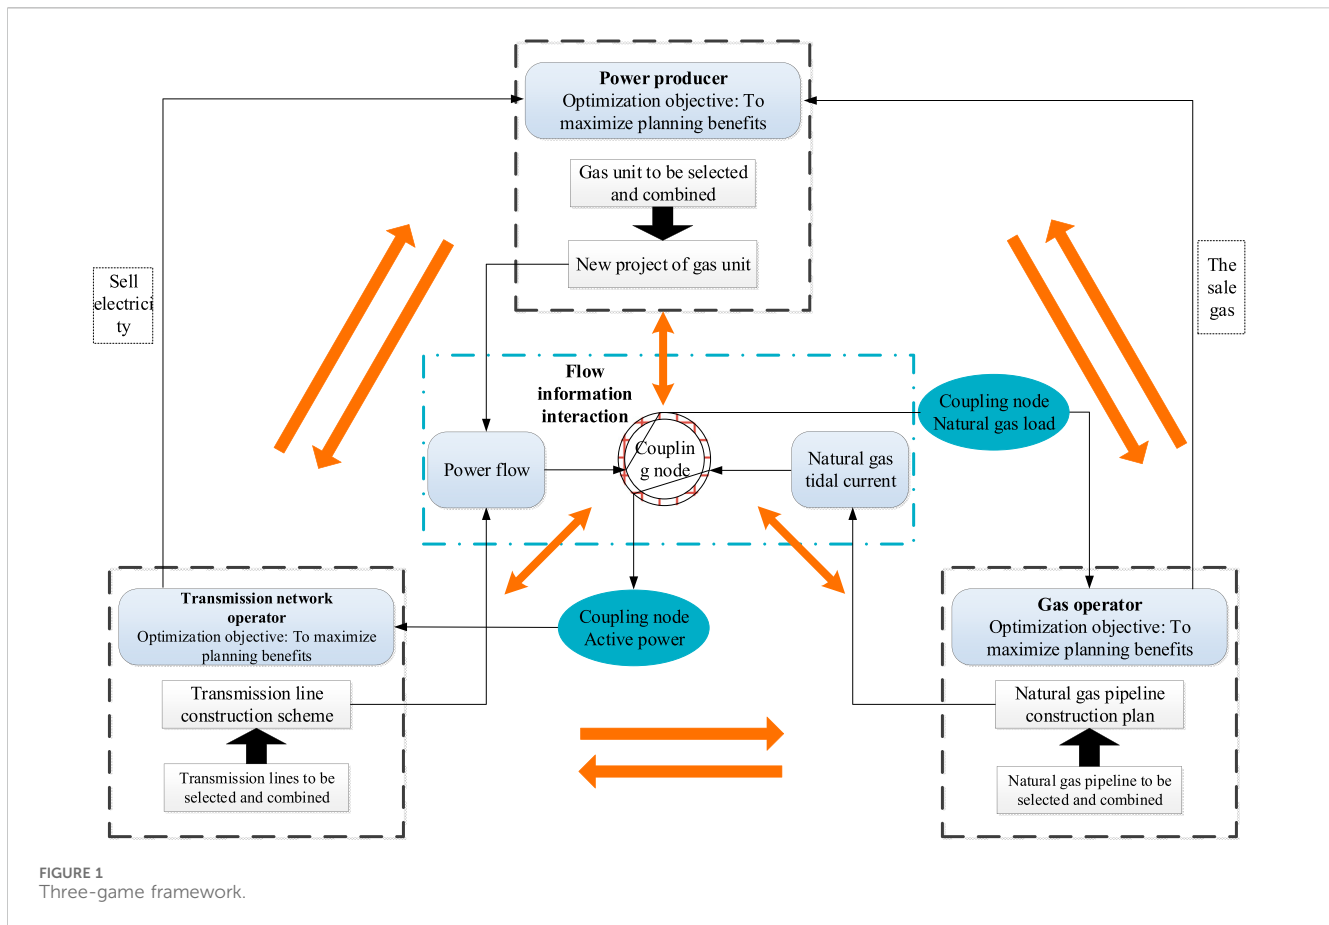 Power producer
Optimization objective: To
maximize planning benefits
Gas unit to be selected
and combined
New project of gas unit
Sell
electrici
ty
The
sale
gas
Flow
information
interaction
Coupling node
Natural gas load
Power flow
Couplin
g node
Natural gas
tidal current
Transmission network
operator
Optimization objective: To maximize
planning benefits
Coupling node
Active power
Gas operator
Optimization objective: To
maximize planning benefits
Transmission line
construction scheme
Natural gas pipeline
construction plan
Transmission lines to be
selected and combined
Natural gas pipeline to be
selected and combined
FIGURE 1
Three-game framework.